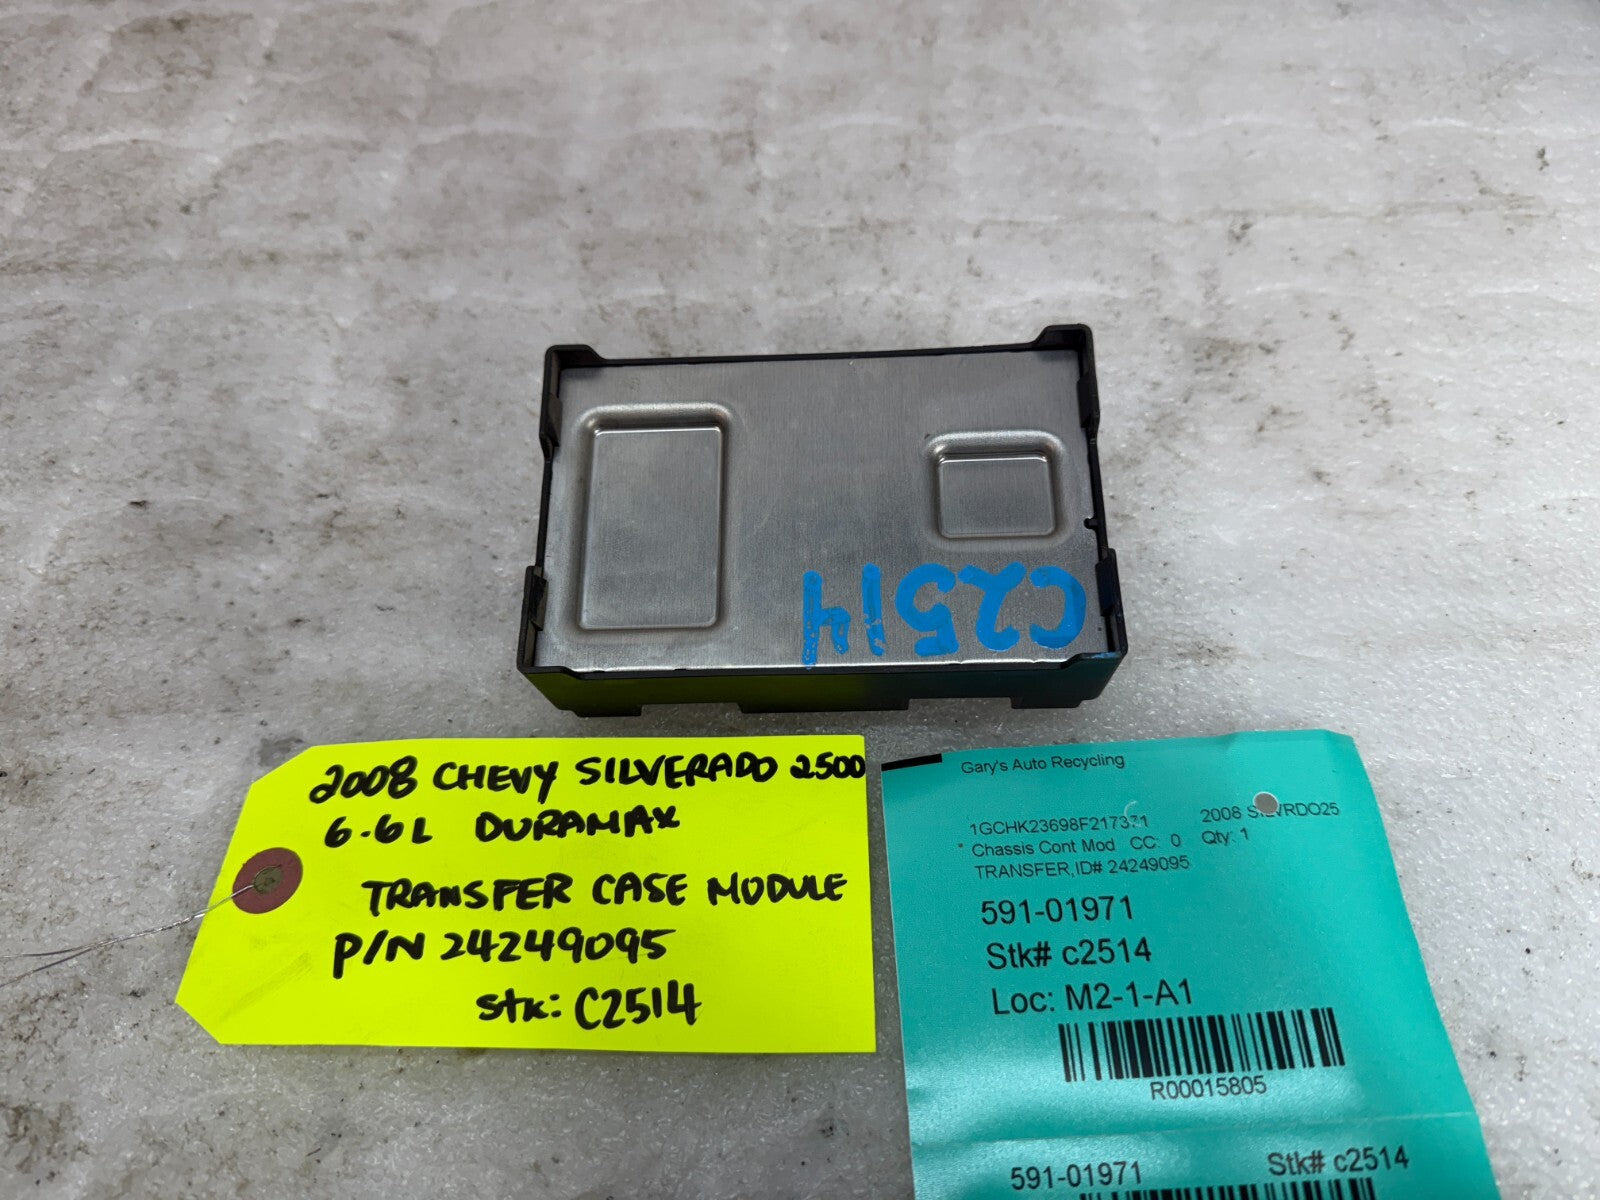 C2514
2008 CHEVY SILVERADO 2500
6.6L DURAMAX
TRANSFER CASE MODULE
P/N 24249095
Stk: C2514
Gary's Auto Recycling
2008
Chassis Cont Mod CC: 0 Qty: 1
TRANSFER,ID# 24249095
591-01971
Stk# c2514
Loc: M2-1-A1
R00015805
591-01971 Stk# c2514